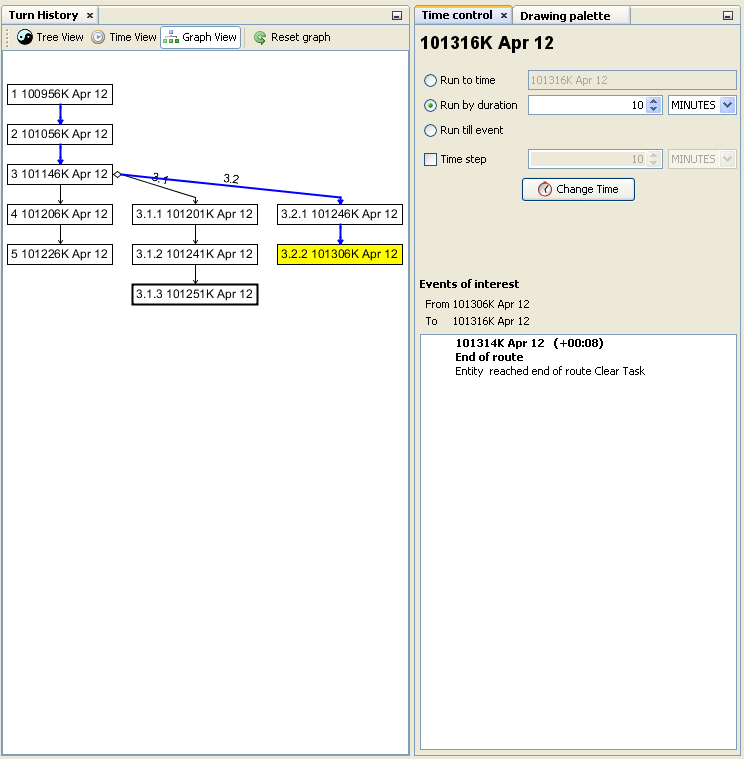 Turn History
Tree View Time View Graph View Reset graph
1 100956K Apr 12
2 101056K Apr 12
3 101146K Apr 12
3.1
3.2
4 101206K Apr 12 3.1.1 101201K Apr 12 3.2.1 101246K Apr 12
5 101226K Apr 12 3.1.2 101241K Apr 12 3.2.2 101306K Apr 12
3.1.3 101251K Apr 12
Time control Drawing palette
101316K Apr 12
Run to time 101316K Apr 12
Run by duration 10 MINUTES
Run till event
Time step 10 MINUTES
Change Time
Events of interest
From 101306K Apr 12
To 101316K Apr 12
101314K Apr 12 (+00:08)
End of route
Entity reached end of route Clear Task